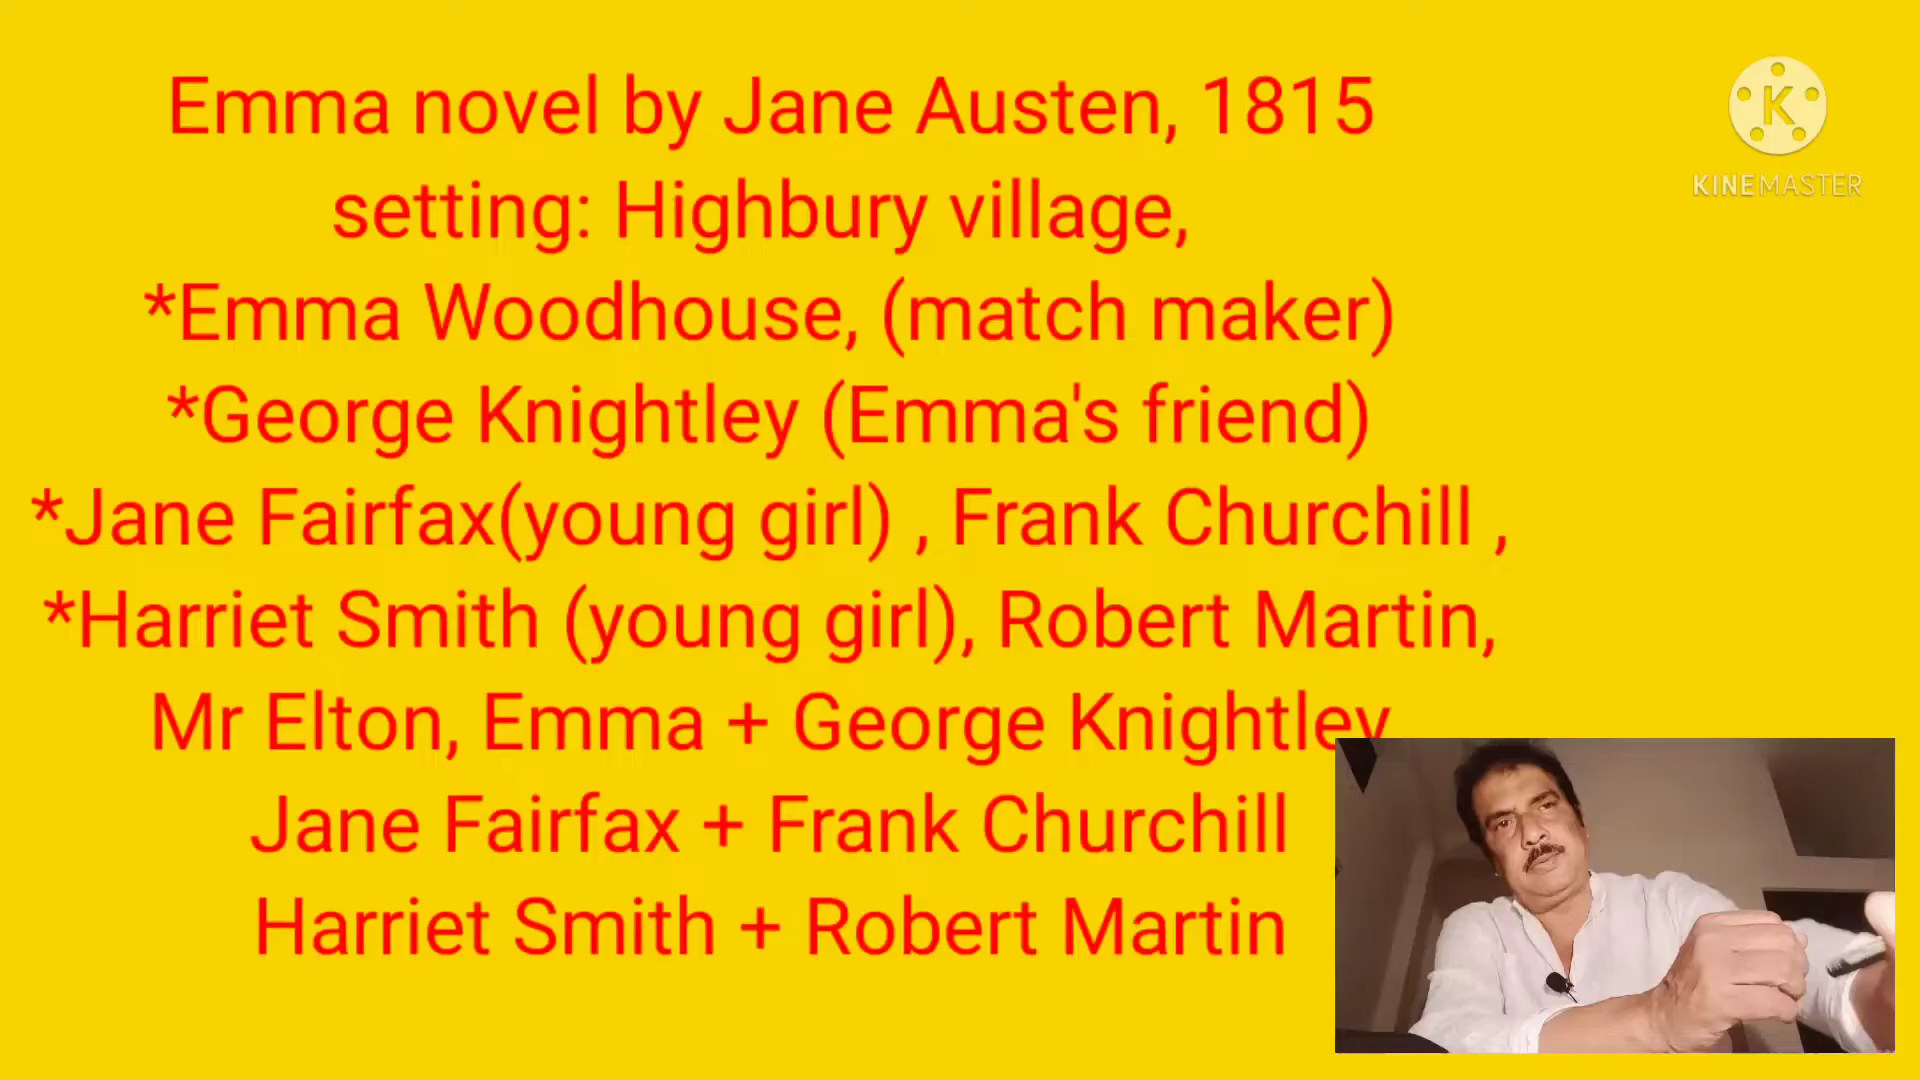 Emma novel by Jane Austen, 1815
setting: Highbury village,
*Emma Woodhouse, (match maker)
*George Knightley (Emma's friend)
*Jane Fairfax(young girl) , Frank Churchill ,
*Harriet Smith (young girl), Robert Martin,
Mr Elton, Emma + George Knightley
Jane Fairfax + Frank Churchill
Harriet Smith + Robert Martin
K
KINEMASTER